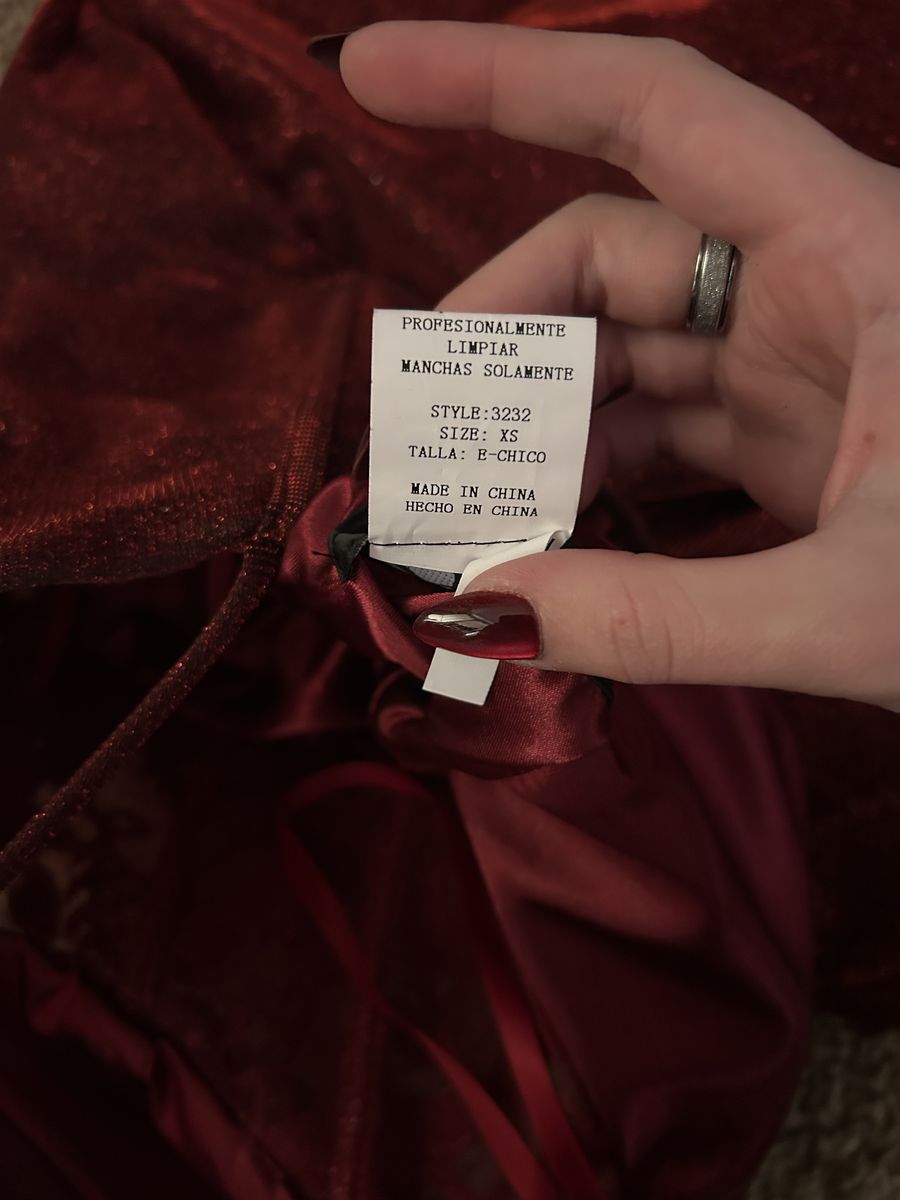 PROFESIONALMENTE
LIMPIAR
MANCHAS SOLAMENTE
STYLE:3232
SIZE: XS
TALLA: E-CHICO
MADE IN CHINA
HECHO EN CHINA